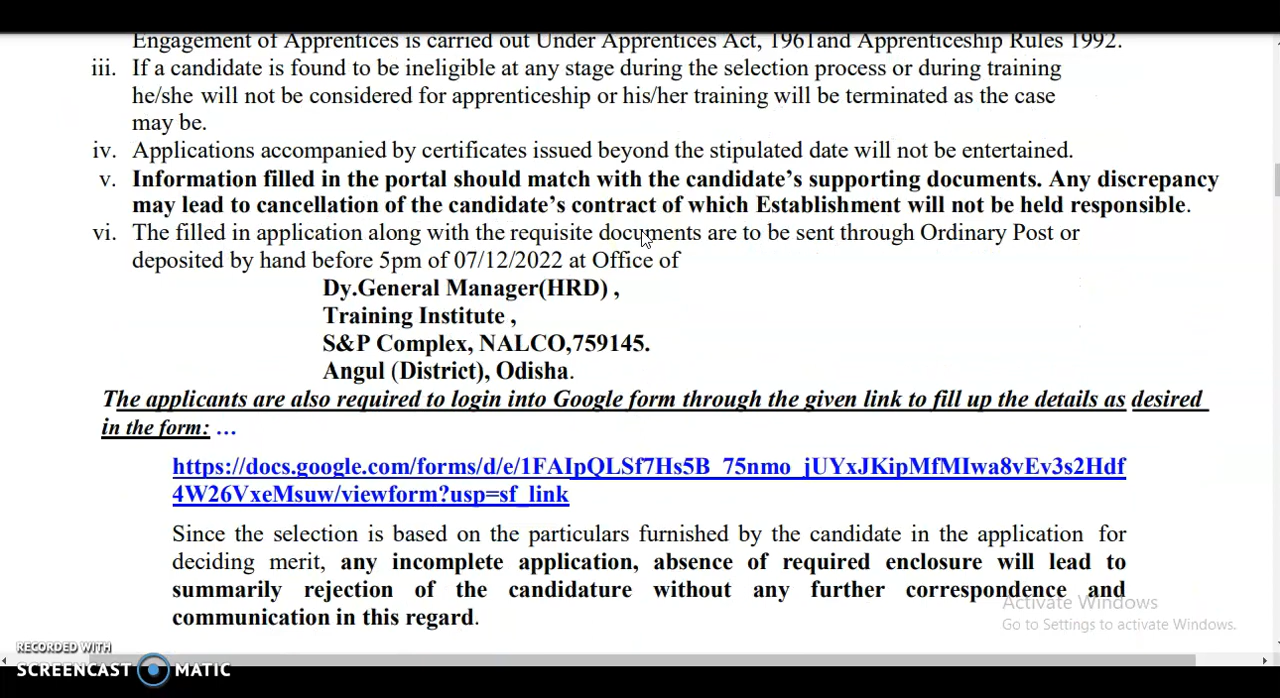 Engagement of Apprentices is carried out Under Apprentices Act, 1961and Apprenticeship Rules 1992.
iii. If a candidate is found to be ineligible at any stage during the selection process or during training
he/she will not be considered for apprenticeship or his/her training will be terminated as the case
may be.
iv. Applications accompanied by certificates issued beyond the stipulated date will not be entertained.
v. Information filled in the portal should match with the candidate’s supporting documents. Any discrepancy
may lead to cancellation of the candidate’s contract of which Establishment will not be held responsible.
vi. The filled in application along with the requisite documents are to be sent through Ordinary Post or
deposited by hand before 5pm of 07/12/2022 at Office of
Dy.General Manager(HRD) ,
Training Institute ,
S&P Complex, NALCO,759145.
Angul (District), Odisha.
The applicants are also required to login into Google form through the given link to fill up the details as desired
in the form: …
https://docs.google.com/forms/d/e/1FAIpQLSf7Hs5B_75nmo_jUYxJKipMfMIwa8vEv3s2Hdf
4W26VxeMsuw/viewform?usp=sf_link
Since the selection is based on the particulars furnished by the candidate in the application for
deciding merit, any incomplete application, absence of required enclosure will lead to
summarily rejection of the candidature without any further correspondence and
communication in this regard.
Activate Windows
Go to Settings to activate Windows.
RECORDED WITH
SCREENCAST MATIC